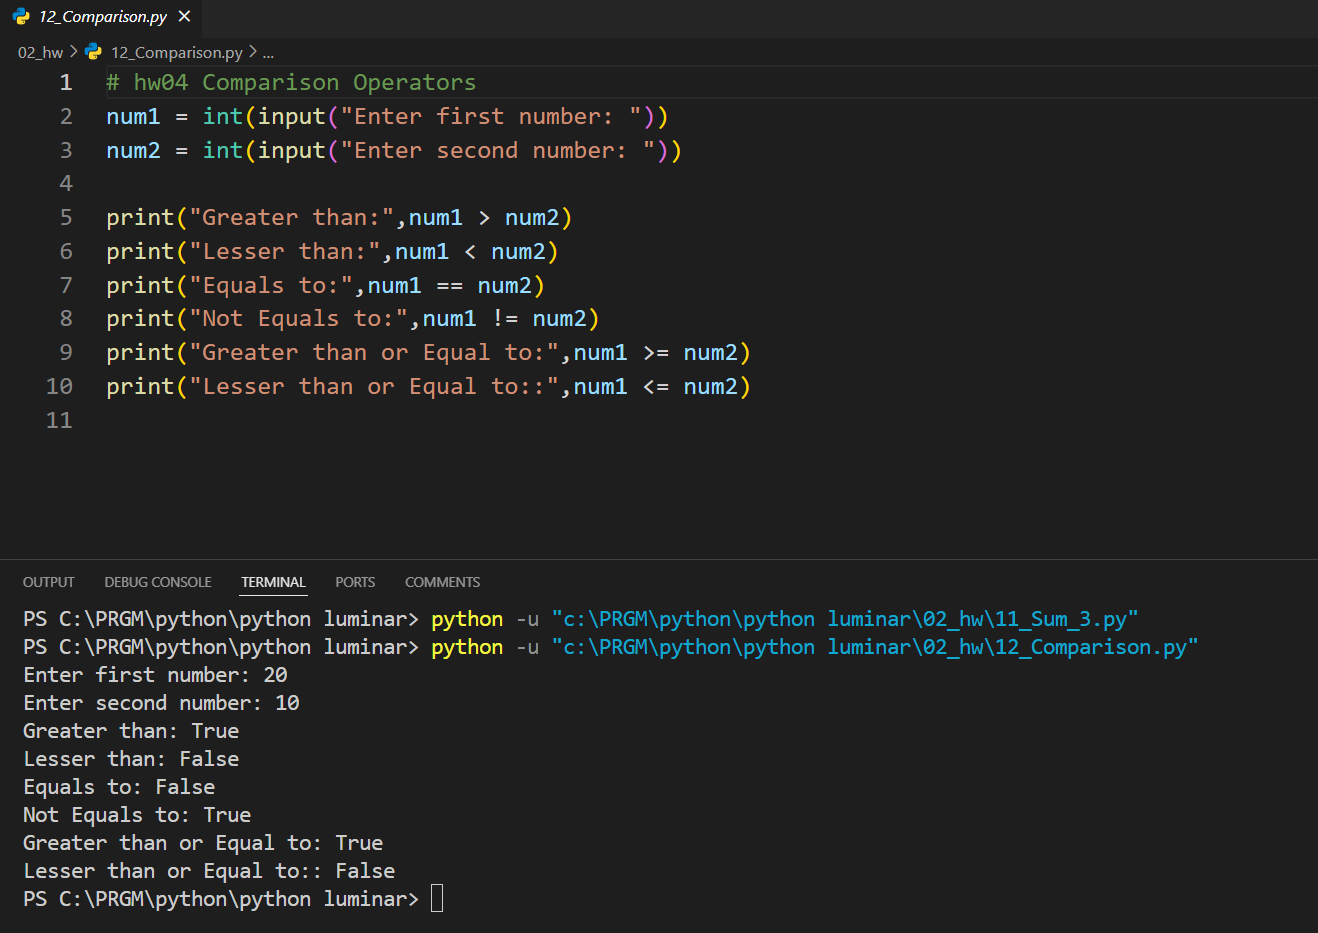 12_Comparison.py ×
02_hw > 12_Comparison.py > ...
1 # hw04 Comparison Operators
2 num1 = int(input("Enter first number: "))
3 num2 = int(input("Enter second number: "))
4
5 print("Greater than:",num1 > num2)
6 print("Lesser than:",num1 < num2)
7 print("Equals to:",num1 == num2)
8 print("Not Equals to:",num1 != num2)
9 print("Greater than or Equal to:",num1 >= num2)
10 print("Lesser than or Equal to::",num1 <= num2)
11
OUTPUT DEBUG CONSOLE TERMINAL PORTS COMMENTS
PS C:\PRGM\python\python luminar> python -u "c:\PRGM\python\python luminar\02_hw\11_Sum_3.py"
PS C:\PRGM\python\python luminar> python -u "c:\PRGM\python\python luminar\02_hw\12_Comparison.py"
Enter first number: 20
Enter second number: 10
Greater than: True
Lesser than: False
Equals to: False
Not Equals to: True
Greater than or Equal to: True
Lesser than or Equal to:: False
PS C:\PRGM\python\python luminar>